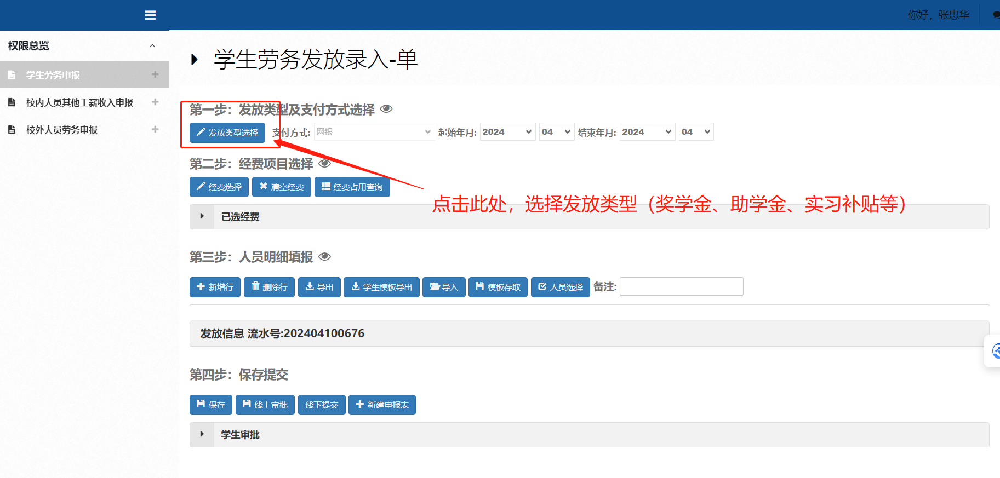 你好，张忠华
权限总览
学生劳务申报
校内人员其他工薪收入申报
校外人员劳务申报
学生劳务发放录入-单
第一步：发放类型及支付方式选择
发放类型选择 支付方式: 网银 起始年月: 2024 04 结束年月: 2024 04
第二步：经费项目选择
经费选择 清空经费 经费占用查询
点击此处，选择发放类型（奖学金、助学金、实习补贴等）
已选经费
第三步：人员明细填报
新增行 删除行 导出 学生模板导出 导入 模板存取 人员选择 备注:
发放信息 流水号:202404100676
第四步：保存提交
保存 线上审批 线下提交 新建申报表
学生审批